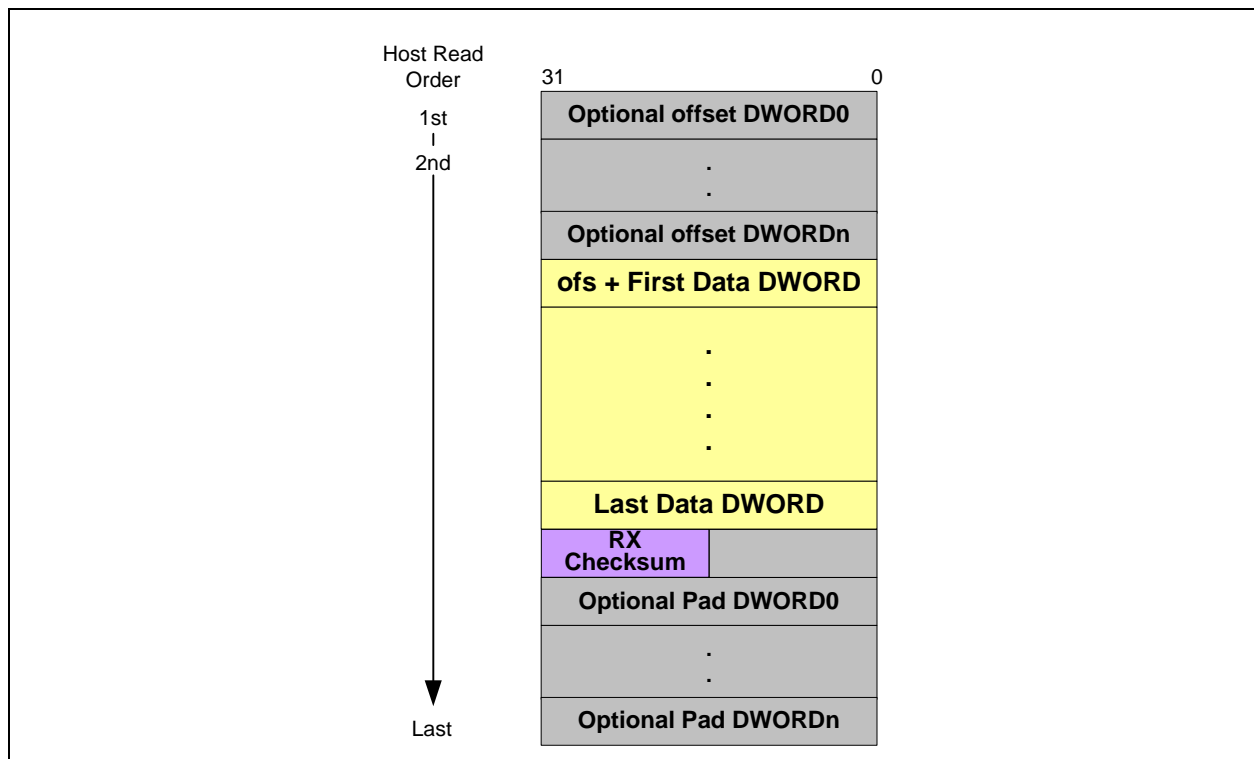 Host Read
Order
31
0
1st
Optional offset DWORD0
2nd
.
.
Optional offset DWORDn
ofs + First Data DWORD
.
.
.
.
Last Data DWORD
RX
Checksum
Optional Pad DWORD0
.
.
Last
Optional Pad DWORDn